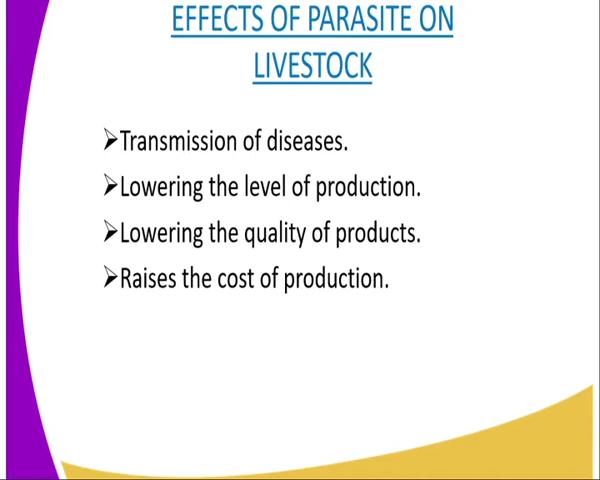 EFFECTS OF PARASITE ON
LIVESTOCK
➢Transmission of diseases.
➢Lowering the level of production.
➢Lowering the quality of products.
➢Raises the cost of production.